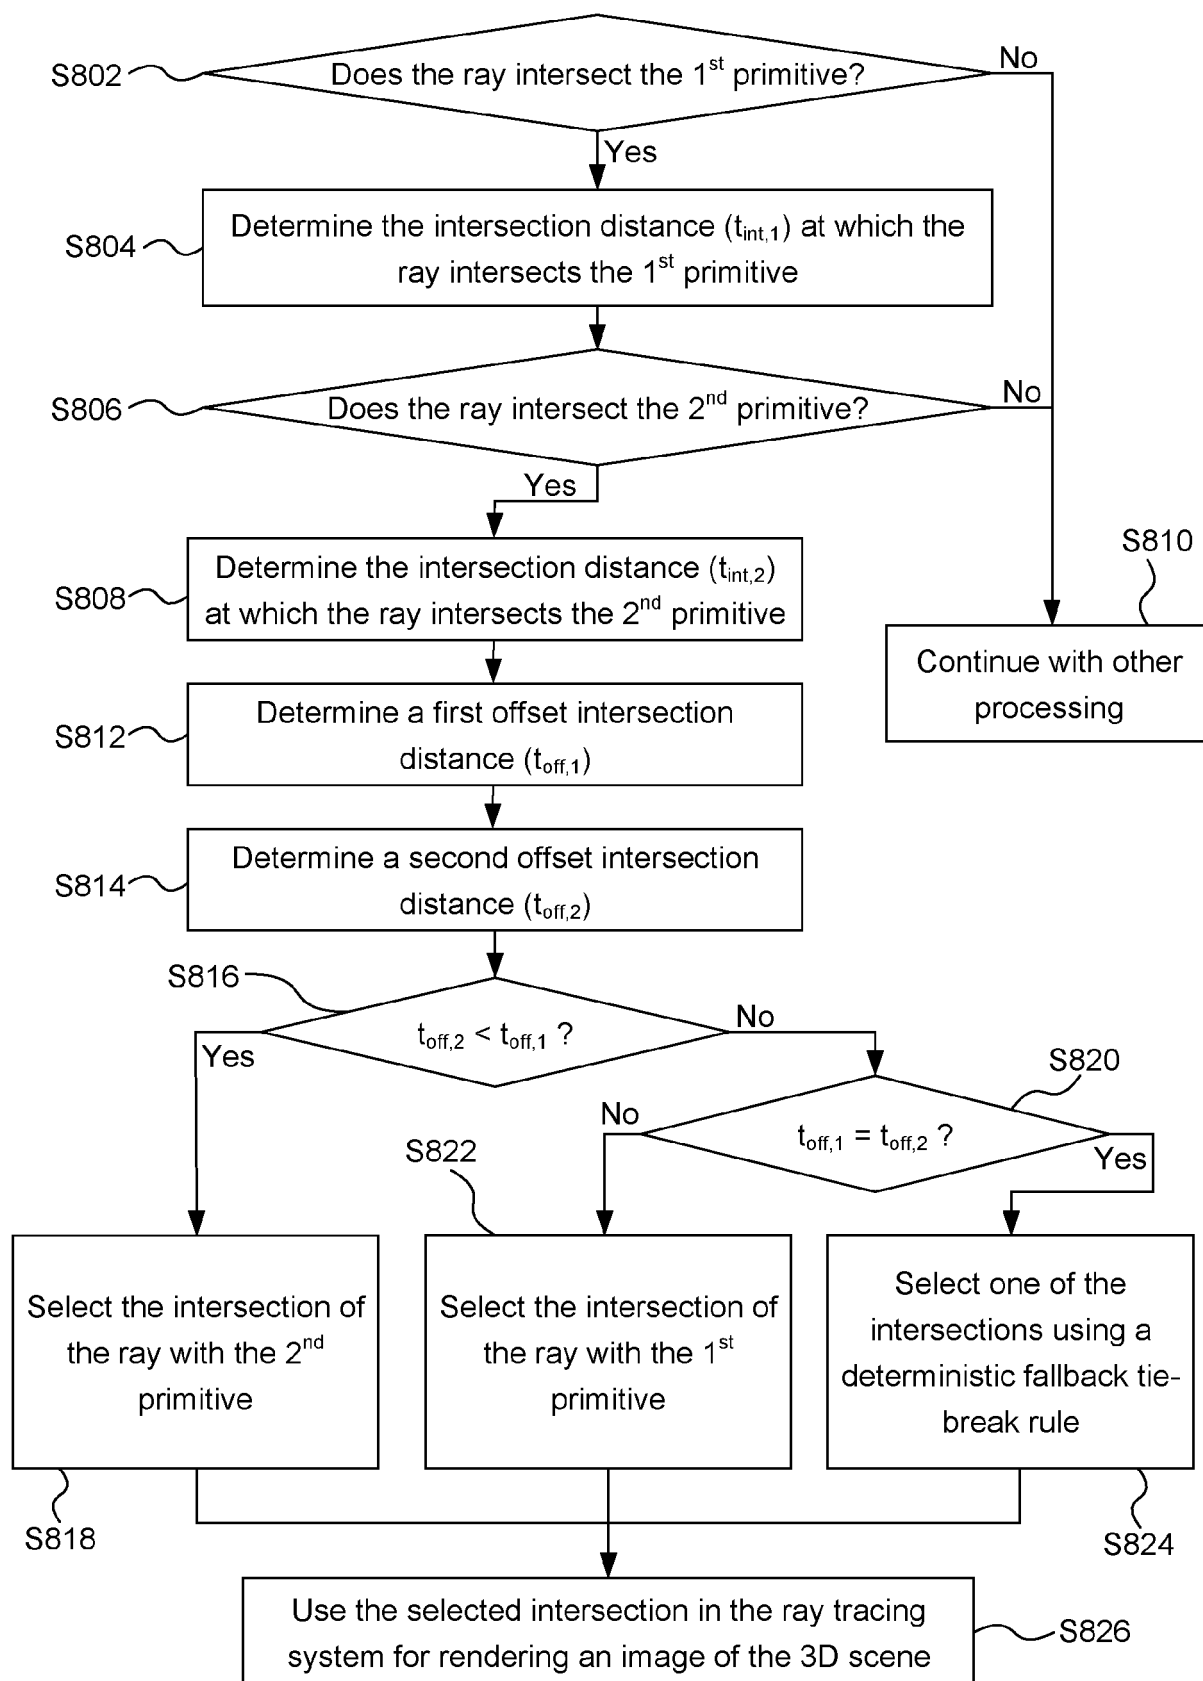 S802
Does the ray intersect the 1st primitive?
No
Yes
S804
Determine the intersection distance (tint,1) at which the
ray intersects the 1st primitive
S806
Does the ray intersect the 2nd primitive?
No
Yes
S808
Determine the intersection distance (tint,2)
at which the ray intersects the 2nd primitive
S810
Continue with other
processing
S812
Determine a first offset intersection
distance (toff,1)
S814
Determine a second offset intersection
distance (toff,2)
S816
toff,2 < toff,1 ?
Yes
No
S820
toff,1 = toff,2 ?
No
Yes
S822
Select the intersection of
the ray with the 2nd
primitive
S818
Select the intersection of
the ray with the 1st
primitive
Select one of the
intersections using a
deterministic fallback tie-
break rule
S824
Use the selected intersection in the ray tracing
system for rendering an image of the 3D scene
S826